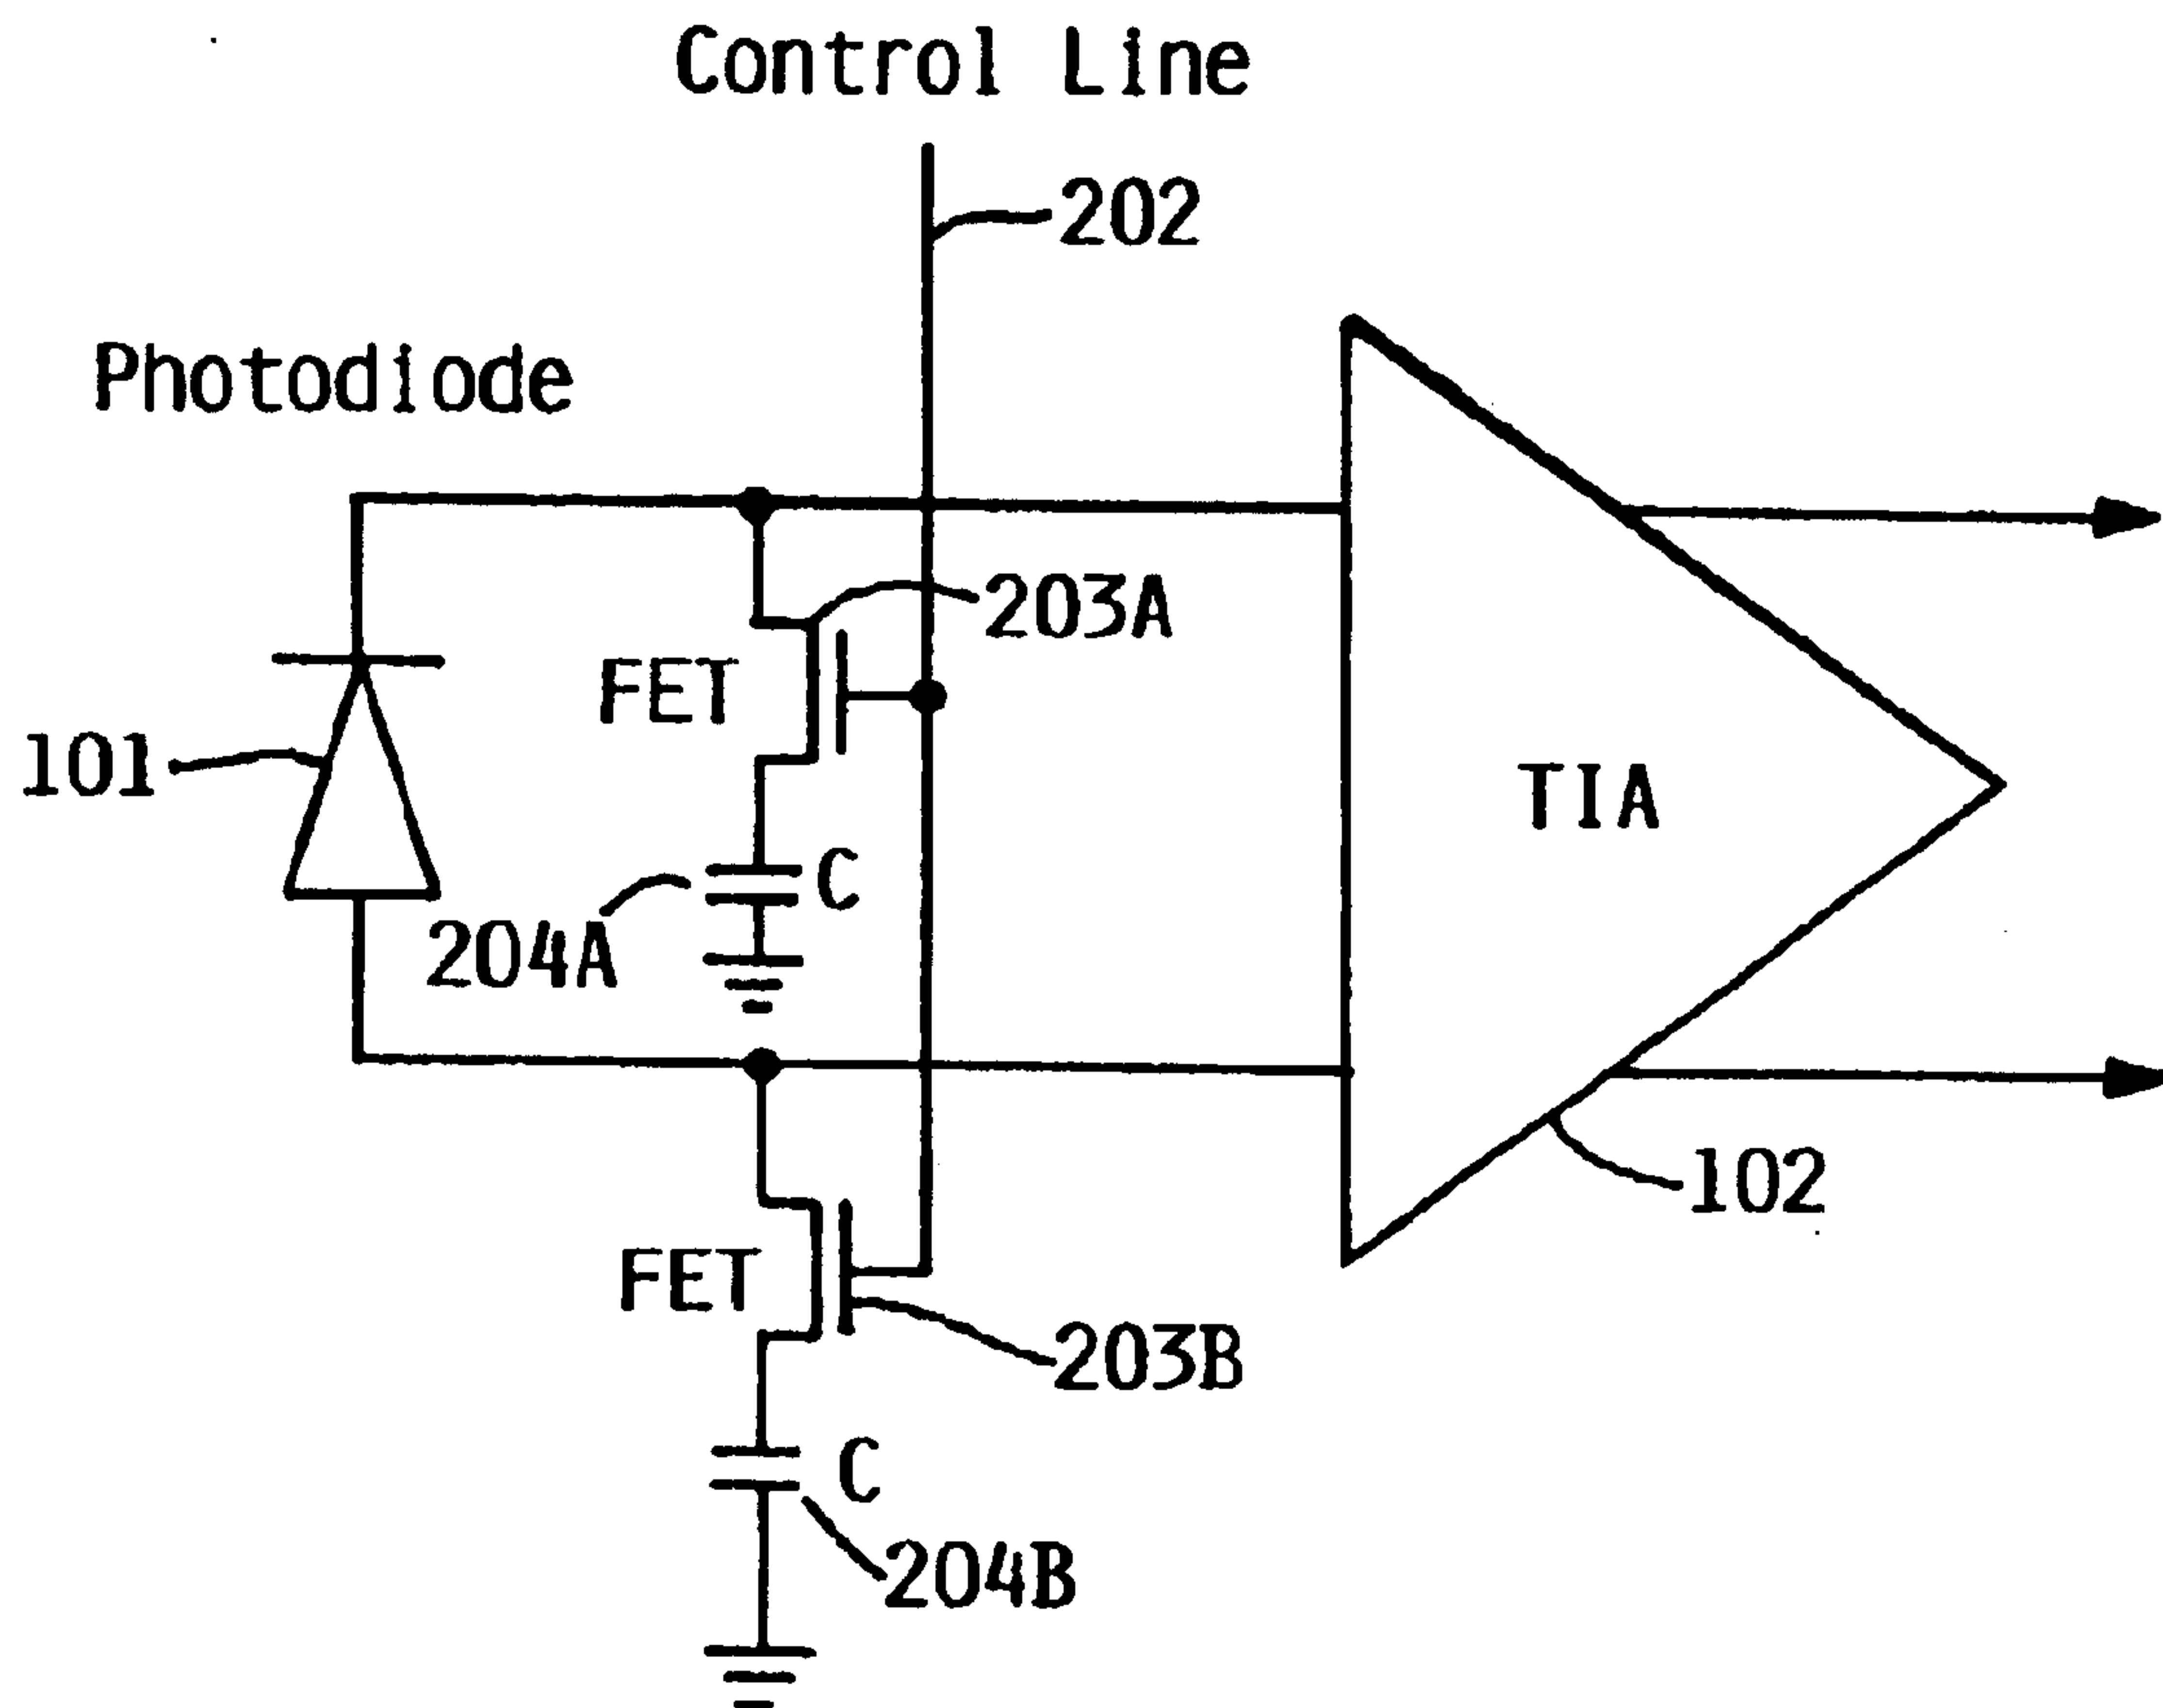 Control Line
202
Photodiode
203A
FET
101
TIA
C
204A
102
FET
203B
C
204B